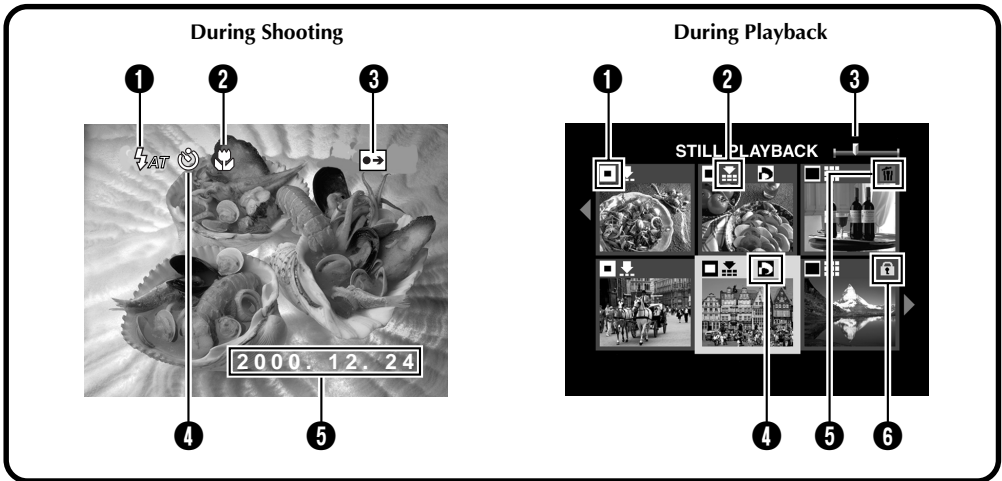 During Shooting
During Playback
1 2 3
1 2 3
AT
STILL PLAYBACK
2000. 12. 24
4 5
4 5 6